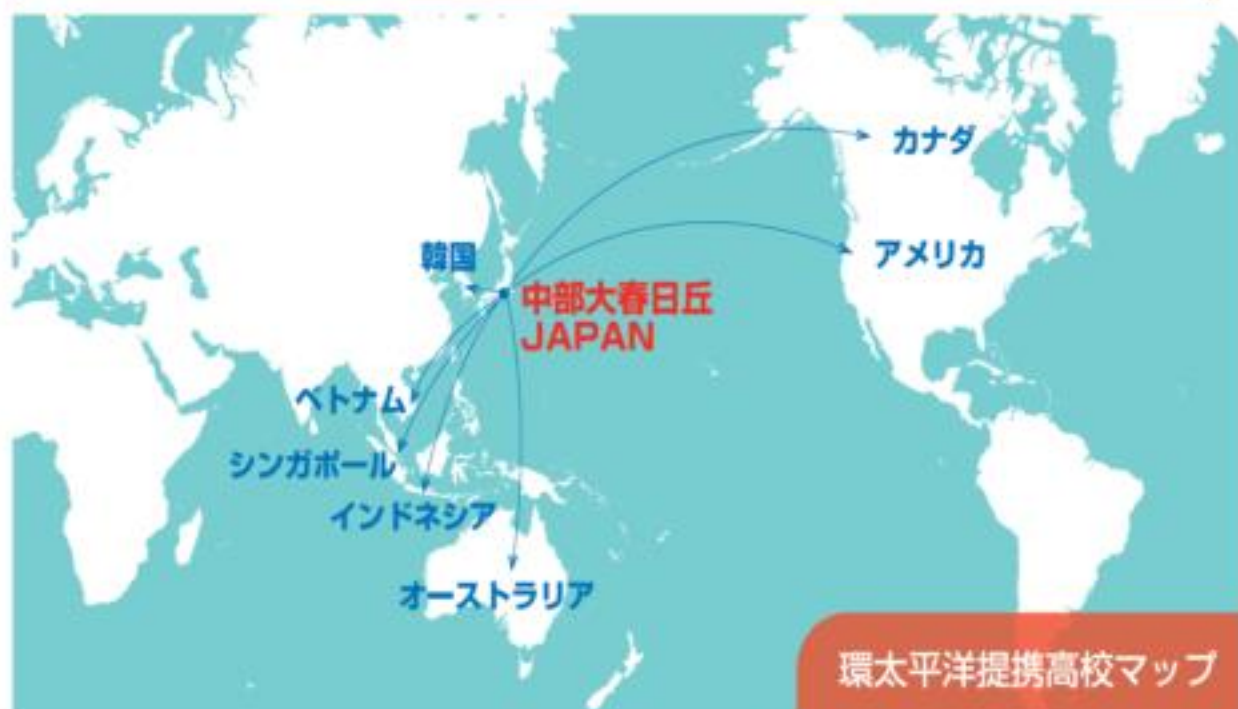 カナダ
アメリカ
韓国
中部大春日丘
JAPAN
ベトナム
シンガポール
インドネシア
オーストラリア
環太平洋提携高校マップ